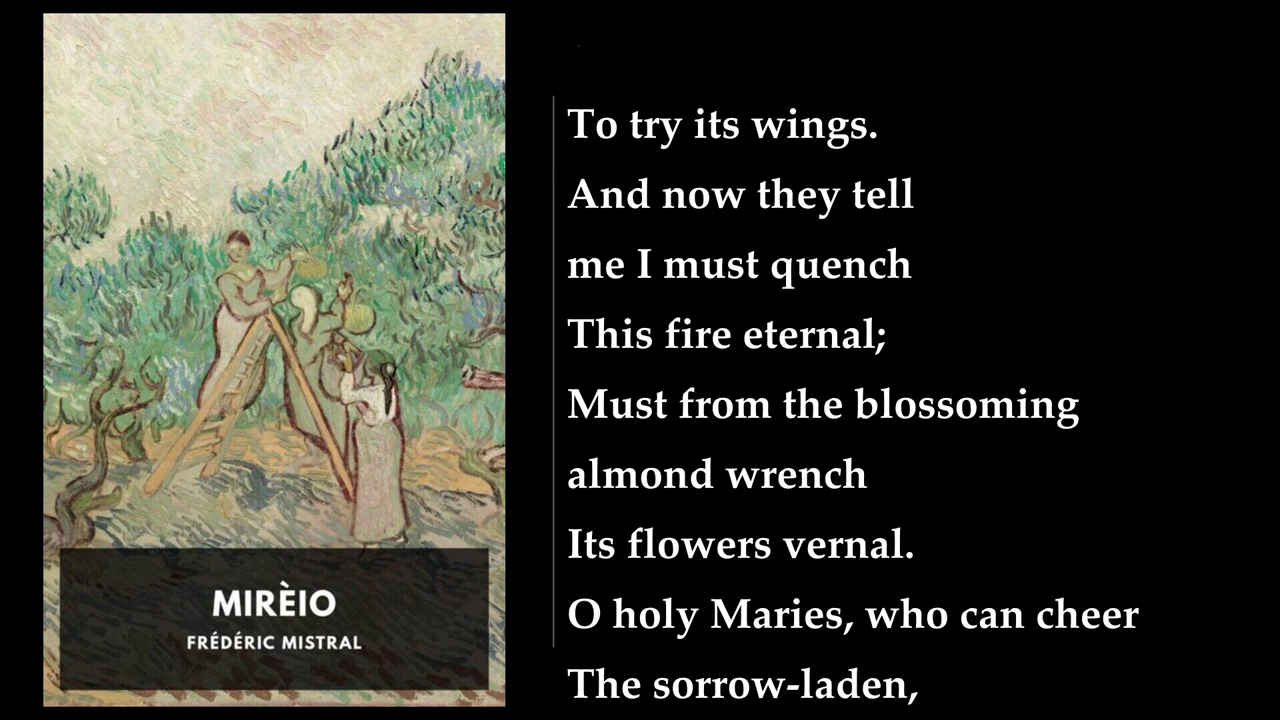 MIRÈIO
FRÉDÉRIC MISTRAL
To try its wings.
And now they tell
me I must quench
This fire eternal;
Must from the blossoming
almond wrench
Its flowers vernal.
O holy Maries, who can cheer
The sorrow-laden,